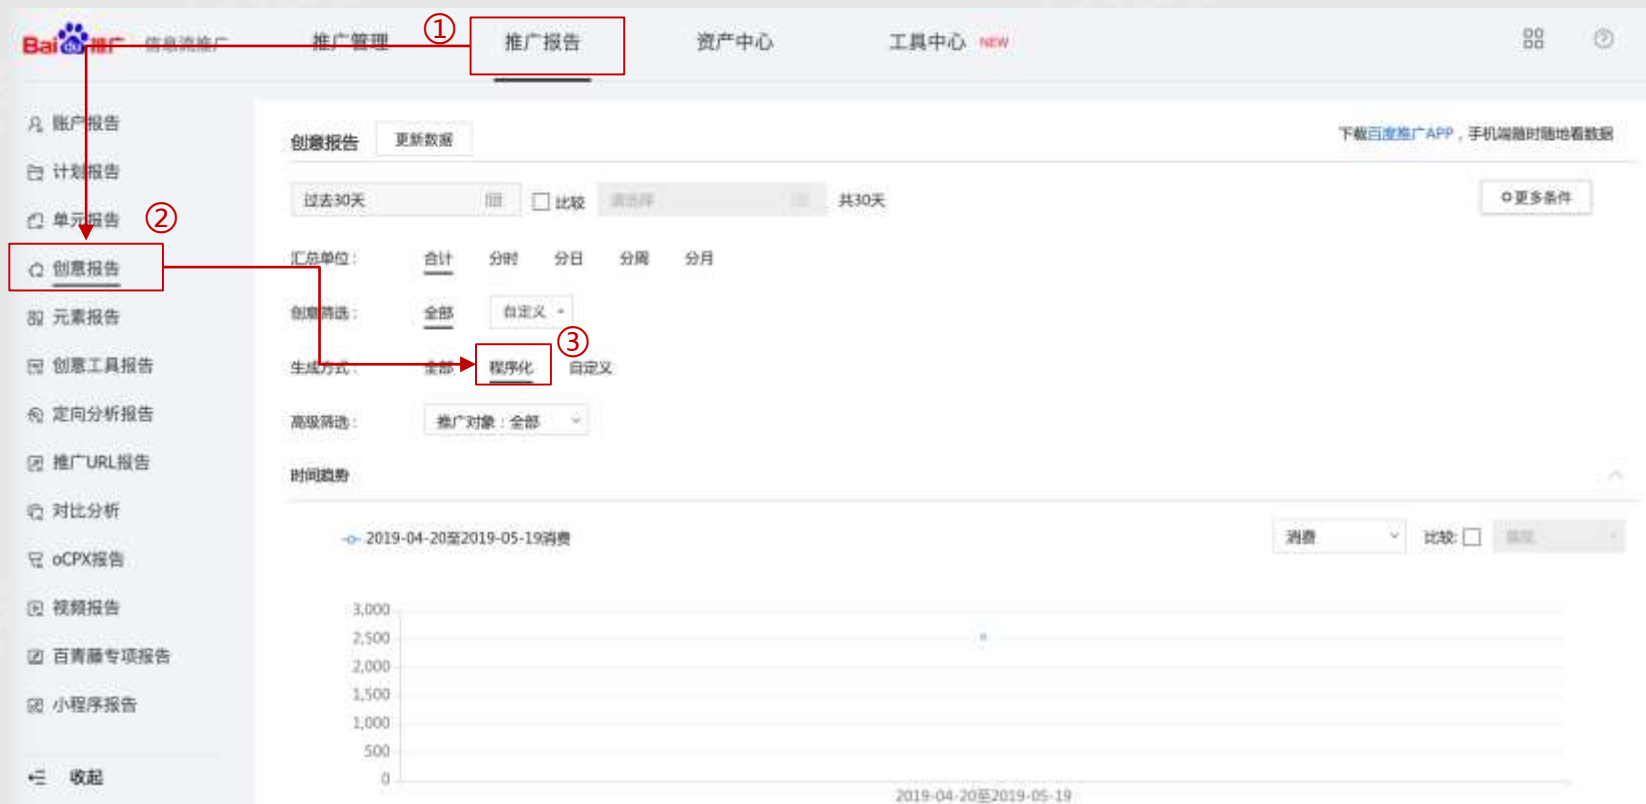 Bai du 推广 信息流推广 推广管理 ① 推广报告 资产中心 工具中心 NEW
账户报告
计划报告
单元报告 ②
创意报告
元素报告
创意工具报告
定向分析报告
推广URL报告
对比分析
oCPX报告
视频报告
百青藤专项报告
小程序报告
收起
创意报告 更新数据 下载百度推广APP，手机端随时随地看数据
过去30天 比较 请选择 共30天 更多条件
汇总单位： 合计 分时 分日 分周 分月
创意筛选： 全部 自定义
生成方式： 全部 程序化 ③ 自定义
高级筛选： 推广对象：全部
时间趋势
2019-04-20至2019-05-19消费 消费 比较:
3,000
2,500
2,000
1,500
1,000
500
0
2019-04-20至2019-05-19